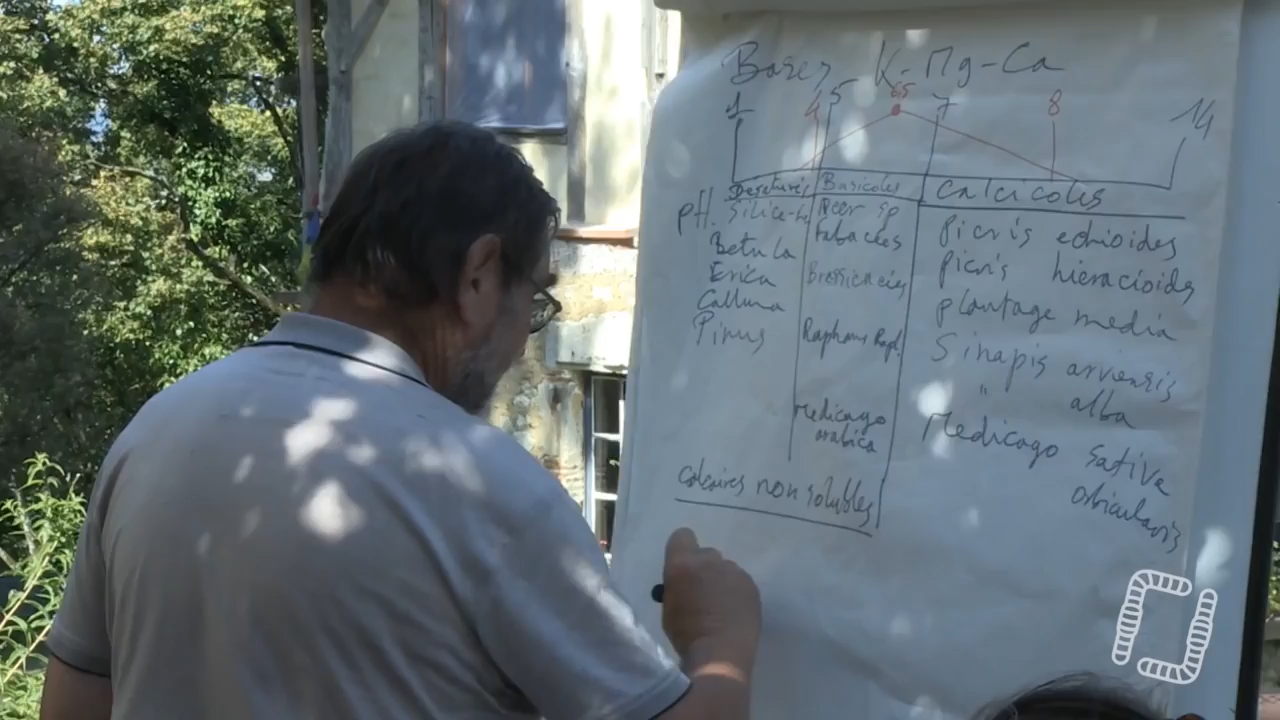 Bases K-Mg-Ca
1 4 5 6,5 7 8 14
Basicoles Calcicoles
pH. Silice
Betula
Erica
Calluna
Pinus
Acer sp
fabacées
Brassicacées
Raphanus Raph.
Medicago
arabica
Picris echioides
Picris hieracioides
plantago media
Sinapis arvensis
" alba
Medicago sativa
orbicularis
calcaires non solubles